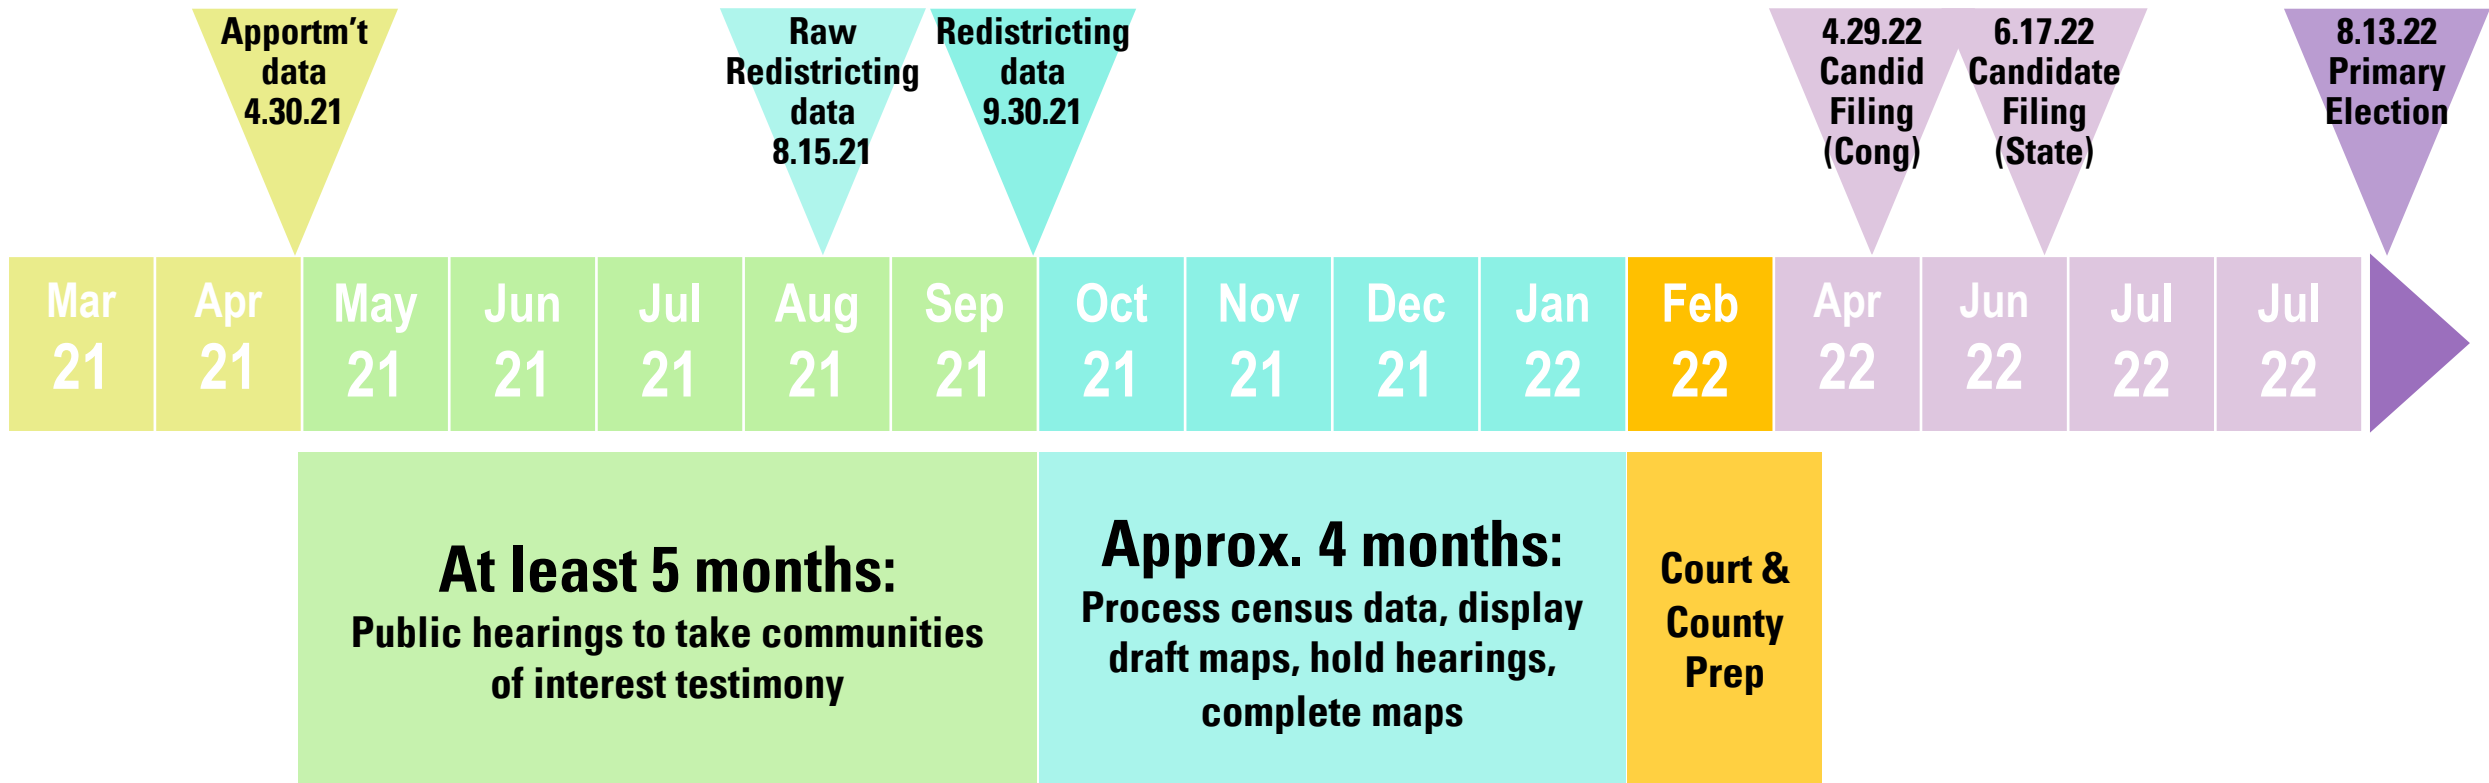 Apportm't
data
4.30.21
Raw
Redistricting
data
8.15.21
Redistricting
data
9.30.21
4.29.22
Candid
Filing
(Cong)
6.17.22
Candidate
Filing
(State)
8.13.22
Primary
Election
Mar
21
Apr
21
May
21
Jun
21
Jul
21
Aug
21
Sep
21
Oct
21
Nov
21
Dec
21
Jan
22
Feb
22
Apr
22
Jun
22
Jul
22
Jul
22
At least 5 months:
Public hearings to take communities
of interest testimony
Approx. 4 months:
Process census data, display
draft maps, hold hearings,
complete maps
Court &
County
Prep